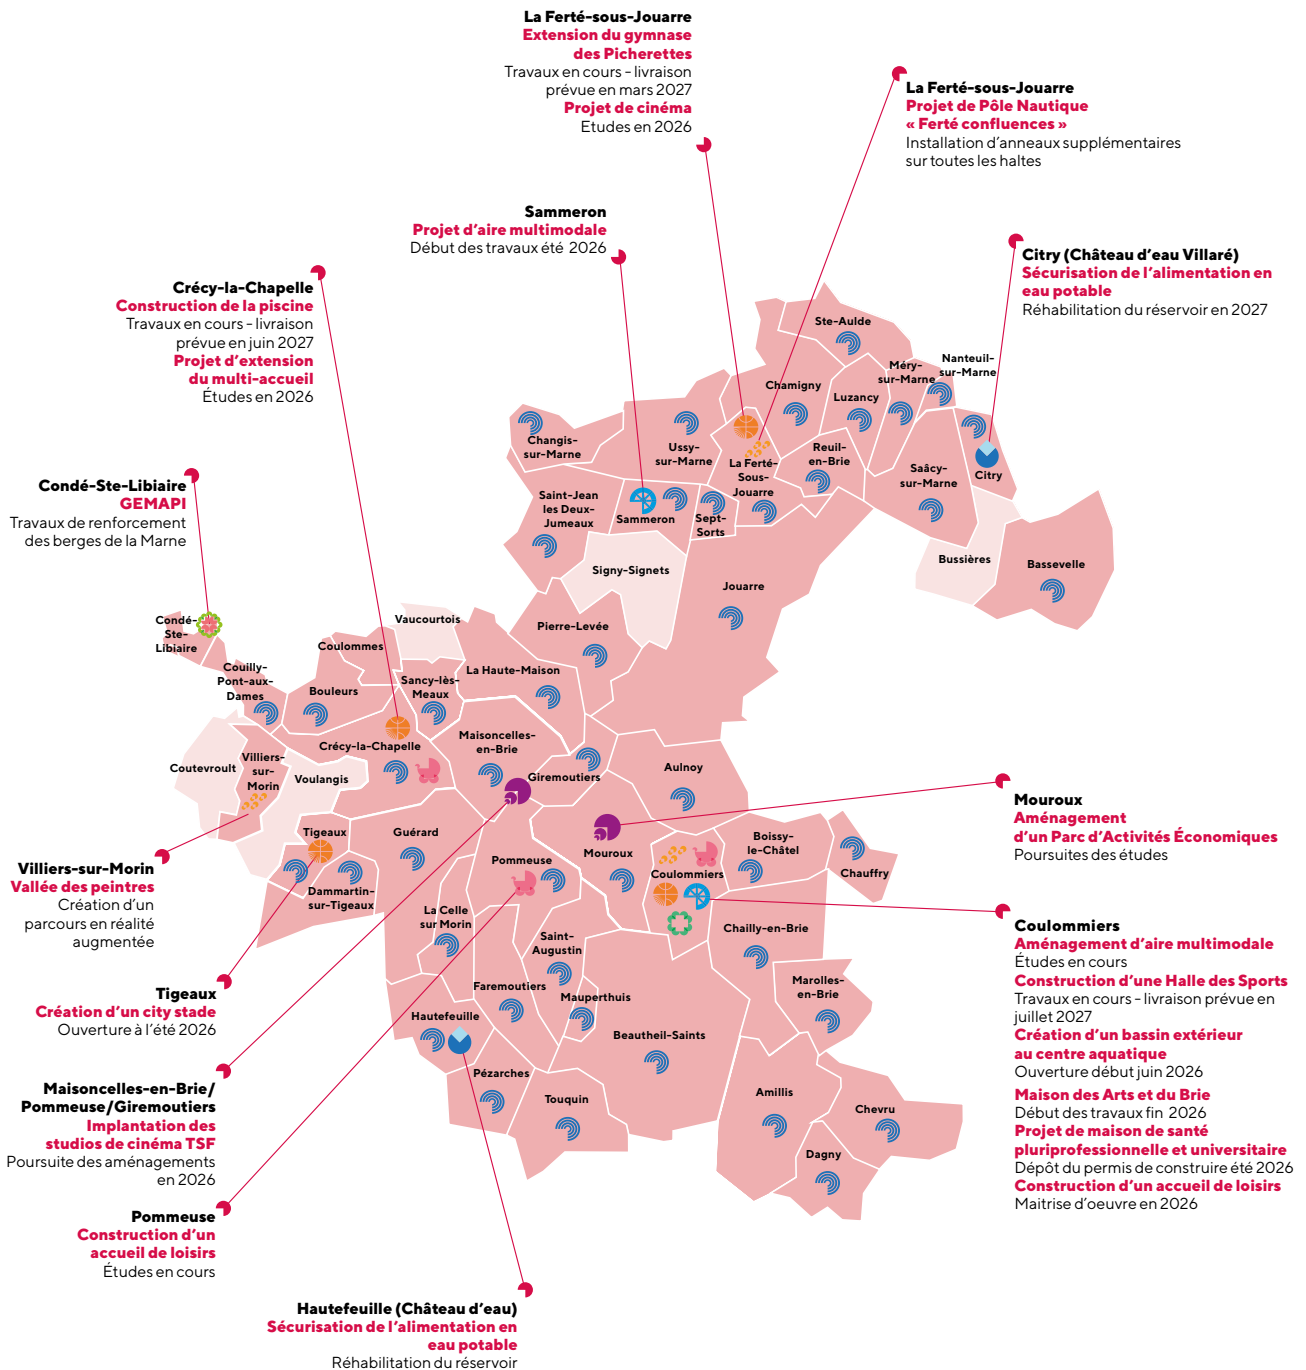 La Ferté-sous-Jouarre
Extension du gymnase
des Picherettes
Travaux en cours - livraison
prévue en mars 2027
Projet de cinéma
Etudes en 2026
La Ferté-sous-Jouarre
Projet de Pôle Nautique
« Ferté confluences »
Installation d'anneaux supplémentaires
sur toutes les haltes
Sammeron
Projet d'aire multimodale
Début des travaux été 2026
Citry (Château d'eau Villaré)
Sécurisation de l'alimentation en
eau potable
Réhabilitation du réservoir en 2027
Crécy-la-Chapelle
Construction de la piscine
Travaux en cours - livraison
prévue en juin 2027
Projet d'extension
du multi-accueil
Études en 2026
Condé-Ste-Libiaire
GEMAPI
Travaux de renforcement
des berges de la Marne
Ste-Aulde
Nanteuil-
sur-Marne
Méry-
sur-Marne
Chamigny
Luzancy
Changis-
sur-Marne
Ussy-
sur-Marne
La Ferté-
Sous-
Jouarre
Reuil-
en-Brie
Saâcy-
sur-Marne
Citry
Saint-Jean
les Deux-
Jumeaux
Sammeron
Sept-
Sorts
Signy-Signets
Jouarre
Bussières
Bassevelle
Condé-
Ste-
Libiaire
Vaucourtois
Pierre-Levée
Coulommes
Couilly-
Pont-aux-
Dames
Bouleurs
Sancy-lès-
Meaux
La Haute-Maison
Crécy-la-Chapelle
Maisoncelles-
en-Brie
Coutevroult
Villiers-
sur-
Morin
Voulangis
Giremoutiers
Aulnoy
Tigeaux
Guérard
Pommeuse
Mouroux
Coulommiers
Boissy-
le-Châtel
Chauffry
Dammartin-
sur-Tigeaux
La Celle
sur Morin
Saint-
Augustin
Chailly-en-Brie
Faremoutiers
Mauperthuis
Marolles-
en-Brie
Hautefeuille
Beautheil-Saints
Pézarches
Touquin
Amillis
Chevru
Dagny
Mouroux
Aménagement
d'un Parc d'Activités Économiques
Poursuites des études
Villiers-sur-Morin
Vallée des peintres
Création d'un
parcours en réalité
augmentée
Tigeaux
Création d'un city stade
Ouverture à l'été 2026
Maisoncelles-en-Brie/
Pommeuse/Giremoutiers
Implantation des
studios de cinéma TSF
Poursuite des aménagements
en 2026
Pommeuse
Construction d'un
accueil de loisirs
Études en cours
Coulommiers
Aménagement d'aire multimodale
Études en cours
Construction d'une Halle des Sports
Travaux en cours - livraison prévue en
juillet 2027
Création d'un bassin extérieur
au centre aquatique
Ouverture début juin 2026
Maison des Arts et du Brie
Début des travaux fin 2026
Projet de maison de santé
pluriprofessionnelle et universitaire
Dépôt du permis de construire été 2026
Construction d'un accueil de loisirs
Maitrise d'oeuvre en 2026
Hautefeuille (Château d'eau)
Sécurisation de l'alimentation en
eau potable
Réhabilitation du réservoir